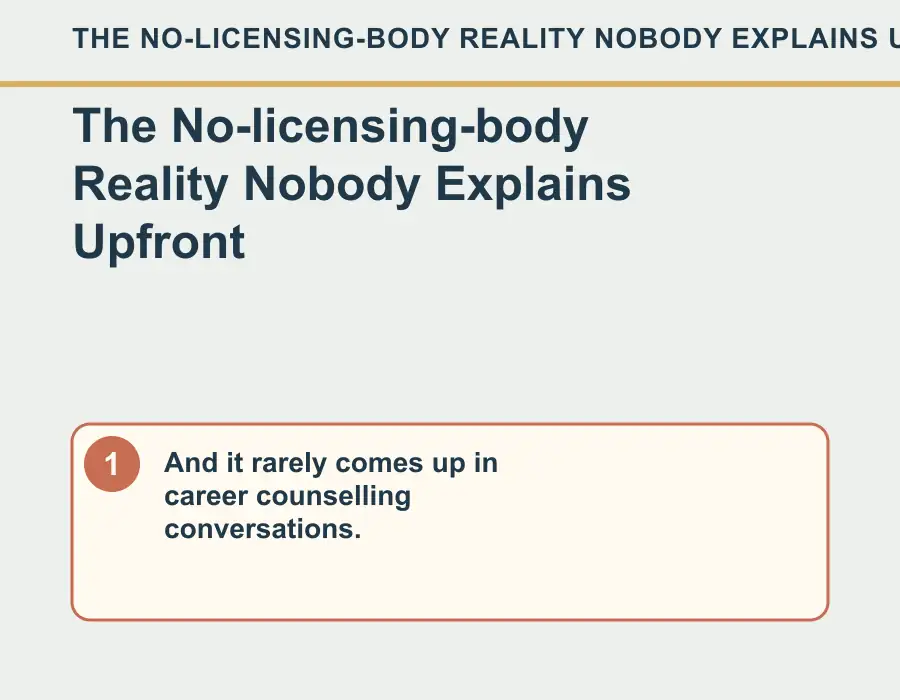 THE NO-LICENSING-BODY REALITY NOBODY EXPLAINS
The No-licensing-body
Reality Nobody Explains
Upfront
1
And it rarely comes up in
career counselling
conversations.